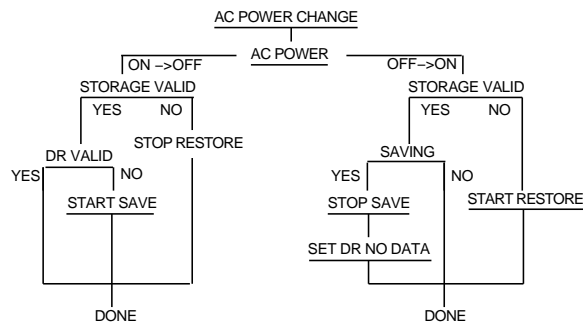 AC POWER CHANGE
AC POWER
ON –>OFF
OFF–>ON
STORAGE VALID
STORAGE VALID
YES NO
YES NO
STOP RESTORE
DR VALID
SAVING
YES NO
YES NO
START SAVE
STOP SAVE
START RESTORE
SET DR NO DATA
DONE
DONE